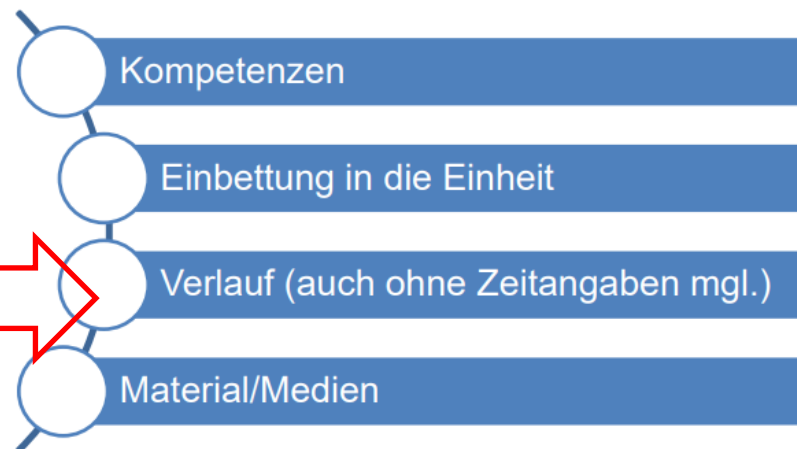 Kompetenzen
Einbettung in die Einheit
Verlauf (auch ohne Zeitangaben mgl.)
Material/Medien